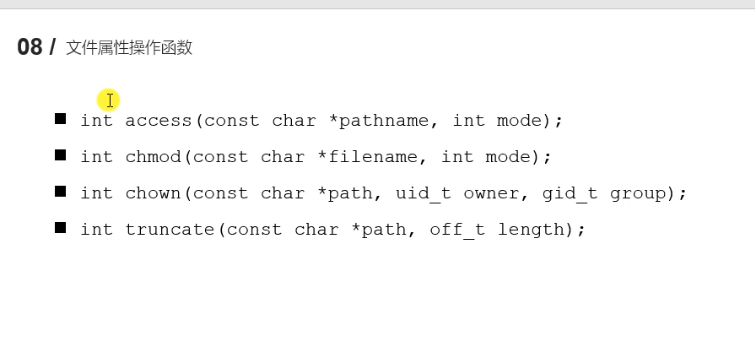 08 / 文件属性操作函数
■ int access(const char *pathname, int mode);
■ int chmod(const char *filename, int mode);
■ int chown(const char *path, uid_t owner, gid_t group);
■ int truncate(const char *path, off_t length);